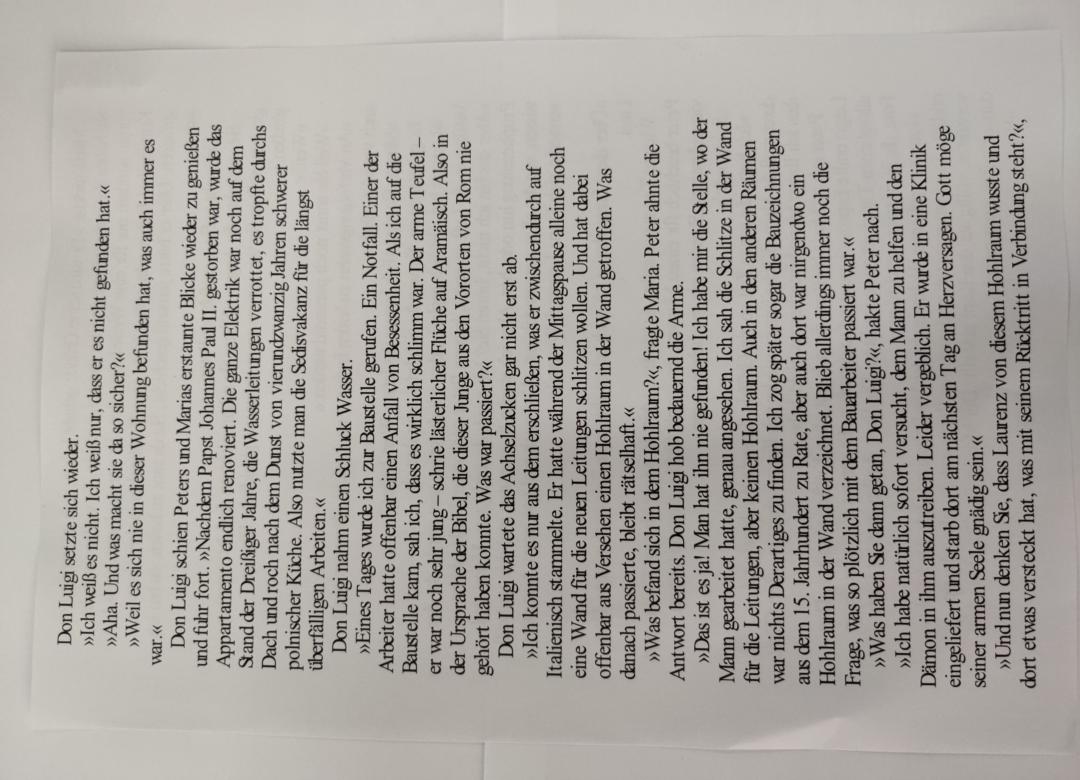 Don Luigi setzte sich wieder.
»Ich weiß es nicht. Ich weiß nur, dass er es nicht gefunden hat.«
»Aha. Und was macht sie da so sicher?«
»Weil es sich nie in dieser Wohnung befunden hat, was auch immer es
war.«
Don Luigi schien Peters und Marias erstaunte Blicke wieder zu genießen
und fuhr fort. »Nachdem Papst Johannes Paul II. gestorben war, wurde das
Appartamento endlich renoviert. Die ganze Elektrik war noch auf dem
Stand der Dreißiger Jahre, die Wasserleitungen verrottet, es tropfte durchs
Dach und roch nach dem Dunst von vierundzwanzig Jahren schwerer
polnischer Küche. Also nutzte man die Sedisvakanz für die längst
überfälligen Arbeiten.«
Don Luigi nahm einen Schluck Wasser.
»Eines Tages wurde ich zur Baustelle gerufen. Ein Notfall. Einer der
Arbeiter hatte offenbar einen Anfall von Besessenheit. Als ich auf die
Baustelle kam, sah ich, dass es wirklich schlimm war. Der arme Teufel –
er war noch sehr jung – schrie lästerlicher Flüche auf Aramäisch. Also in
der Ursprache der Bibel, die dieser Junge aus den Vororten von Rom nie
gehört haben konnte. Was war passiert?«
Don Luigi wartete das Achselzucken gar nicht erst ab.
»Ich konnte es nur aus dem erschließen, was er zwischendurch auf
Italienisch stammelte. Er hatte während der Mittagspause alleine noch
eine Wand für die neuen Leitungen schlitzen wollen. Und hat dabei
offenbar aus Versehen einen Hohlraum in der Wand getroffen. Was
danach passierte, bleibt rätselhaft.«
»Was befand sich in dem Hohlraum?«, fragte Maria. Peter ahnte die
Antwort bereits. Don Luigi hob bedauernd die Arme.
»Das ist es ja! Man hat ihn nie gefunden! Ich habe mir die Stelle, wo der
Mann gearbeitet hatte, genau angesehen. Ich sah die Schlitze in der Wand
für die Leitungen, aber keinen Hohlraum. Auch in den anderen Räumen
war nichts Derartiges zu finden. Ich zog später sogar die Bauzeichnungen
aus dem 15. Jahrhundert zu Rate, aber auch dort war nirgendwo ein
Hohlraum in der Wand verzeichnet. Blieb allerdings immer noch die
Frage, was so plötzlich mit dem Bauarbeiter passiert war.«
»Was haben Sie dann getan, Don Luigi?«, hakte Peter nach.
»Ich habe natürlich sofort versucht, dem Mann zu helfen und den
Dämon in ihm auszutreiben. Leider vergeblich. Er wurde in eine Klinik
eingeliefert und starb dort am nächsten Tag an Herzversagen. Gott möge
seiner armen Seele gnädig sein.«
»Und nun denken Sie, dass Laurenz von diesem Hohlraum wusste und
dort etwas versteckt hat, was mit seinem Rücktritt in Verbindung steht?«,